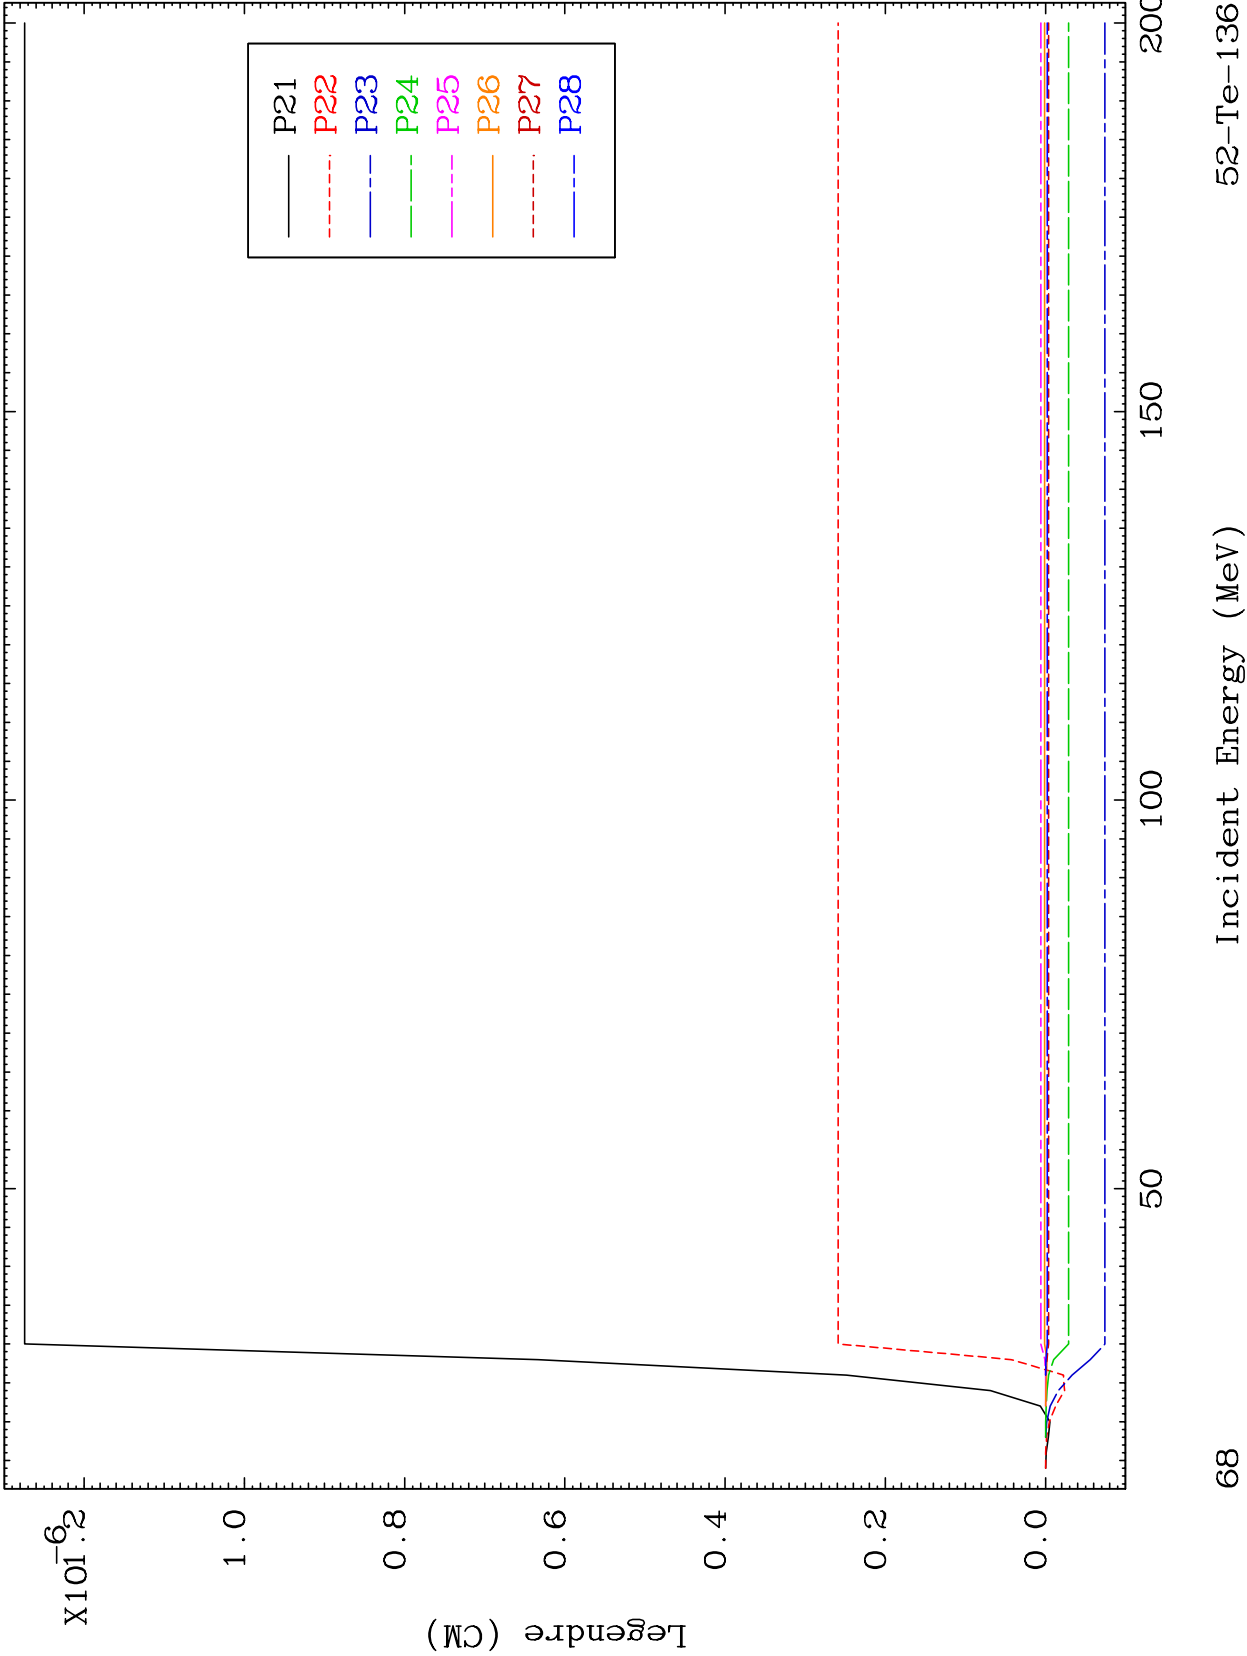 X10-6
1.2
1.0
0.8
0.6
0.4
0.2
0.0
Legendre (CM)
P21
P22
P23
P24
P25
P26
P27
P28
50
100
150
200
Incident Energy (MeV)
68
52-Te-136